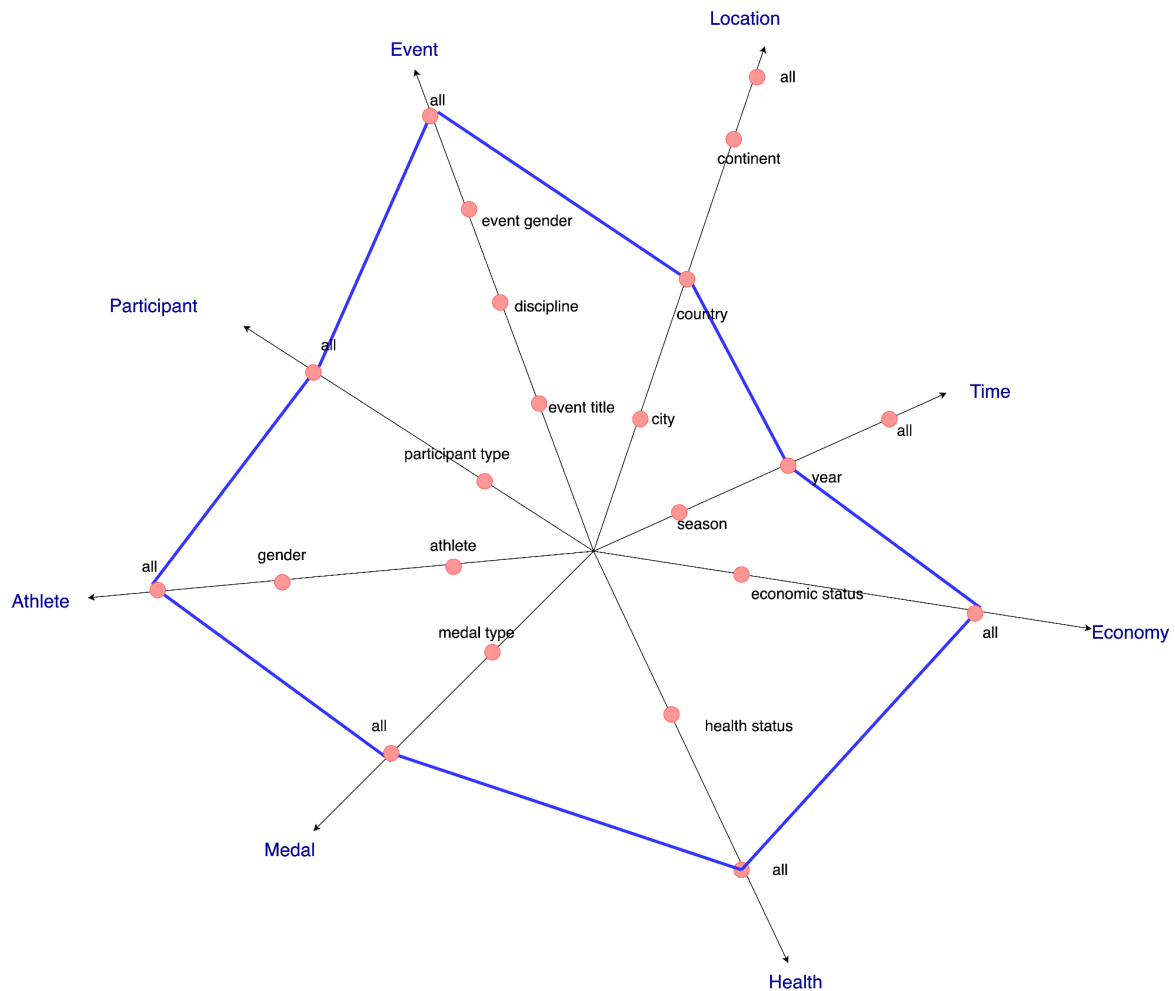 Location
Event
all
all
continent
event gender
Participant
discipline
country
all
Time
event title
city
all
participant type
year
season
athlete
gender
all
economic status
Athlete
Economy
all
medal type
all
health status
Medal
all
Health